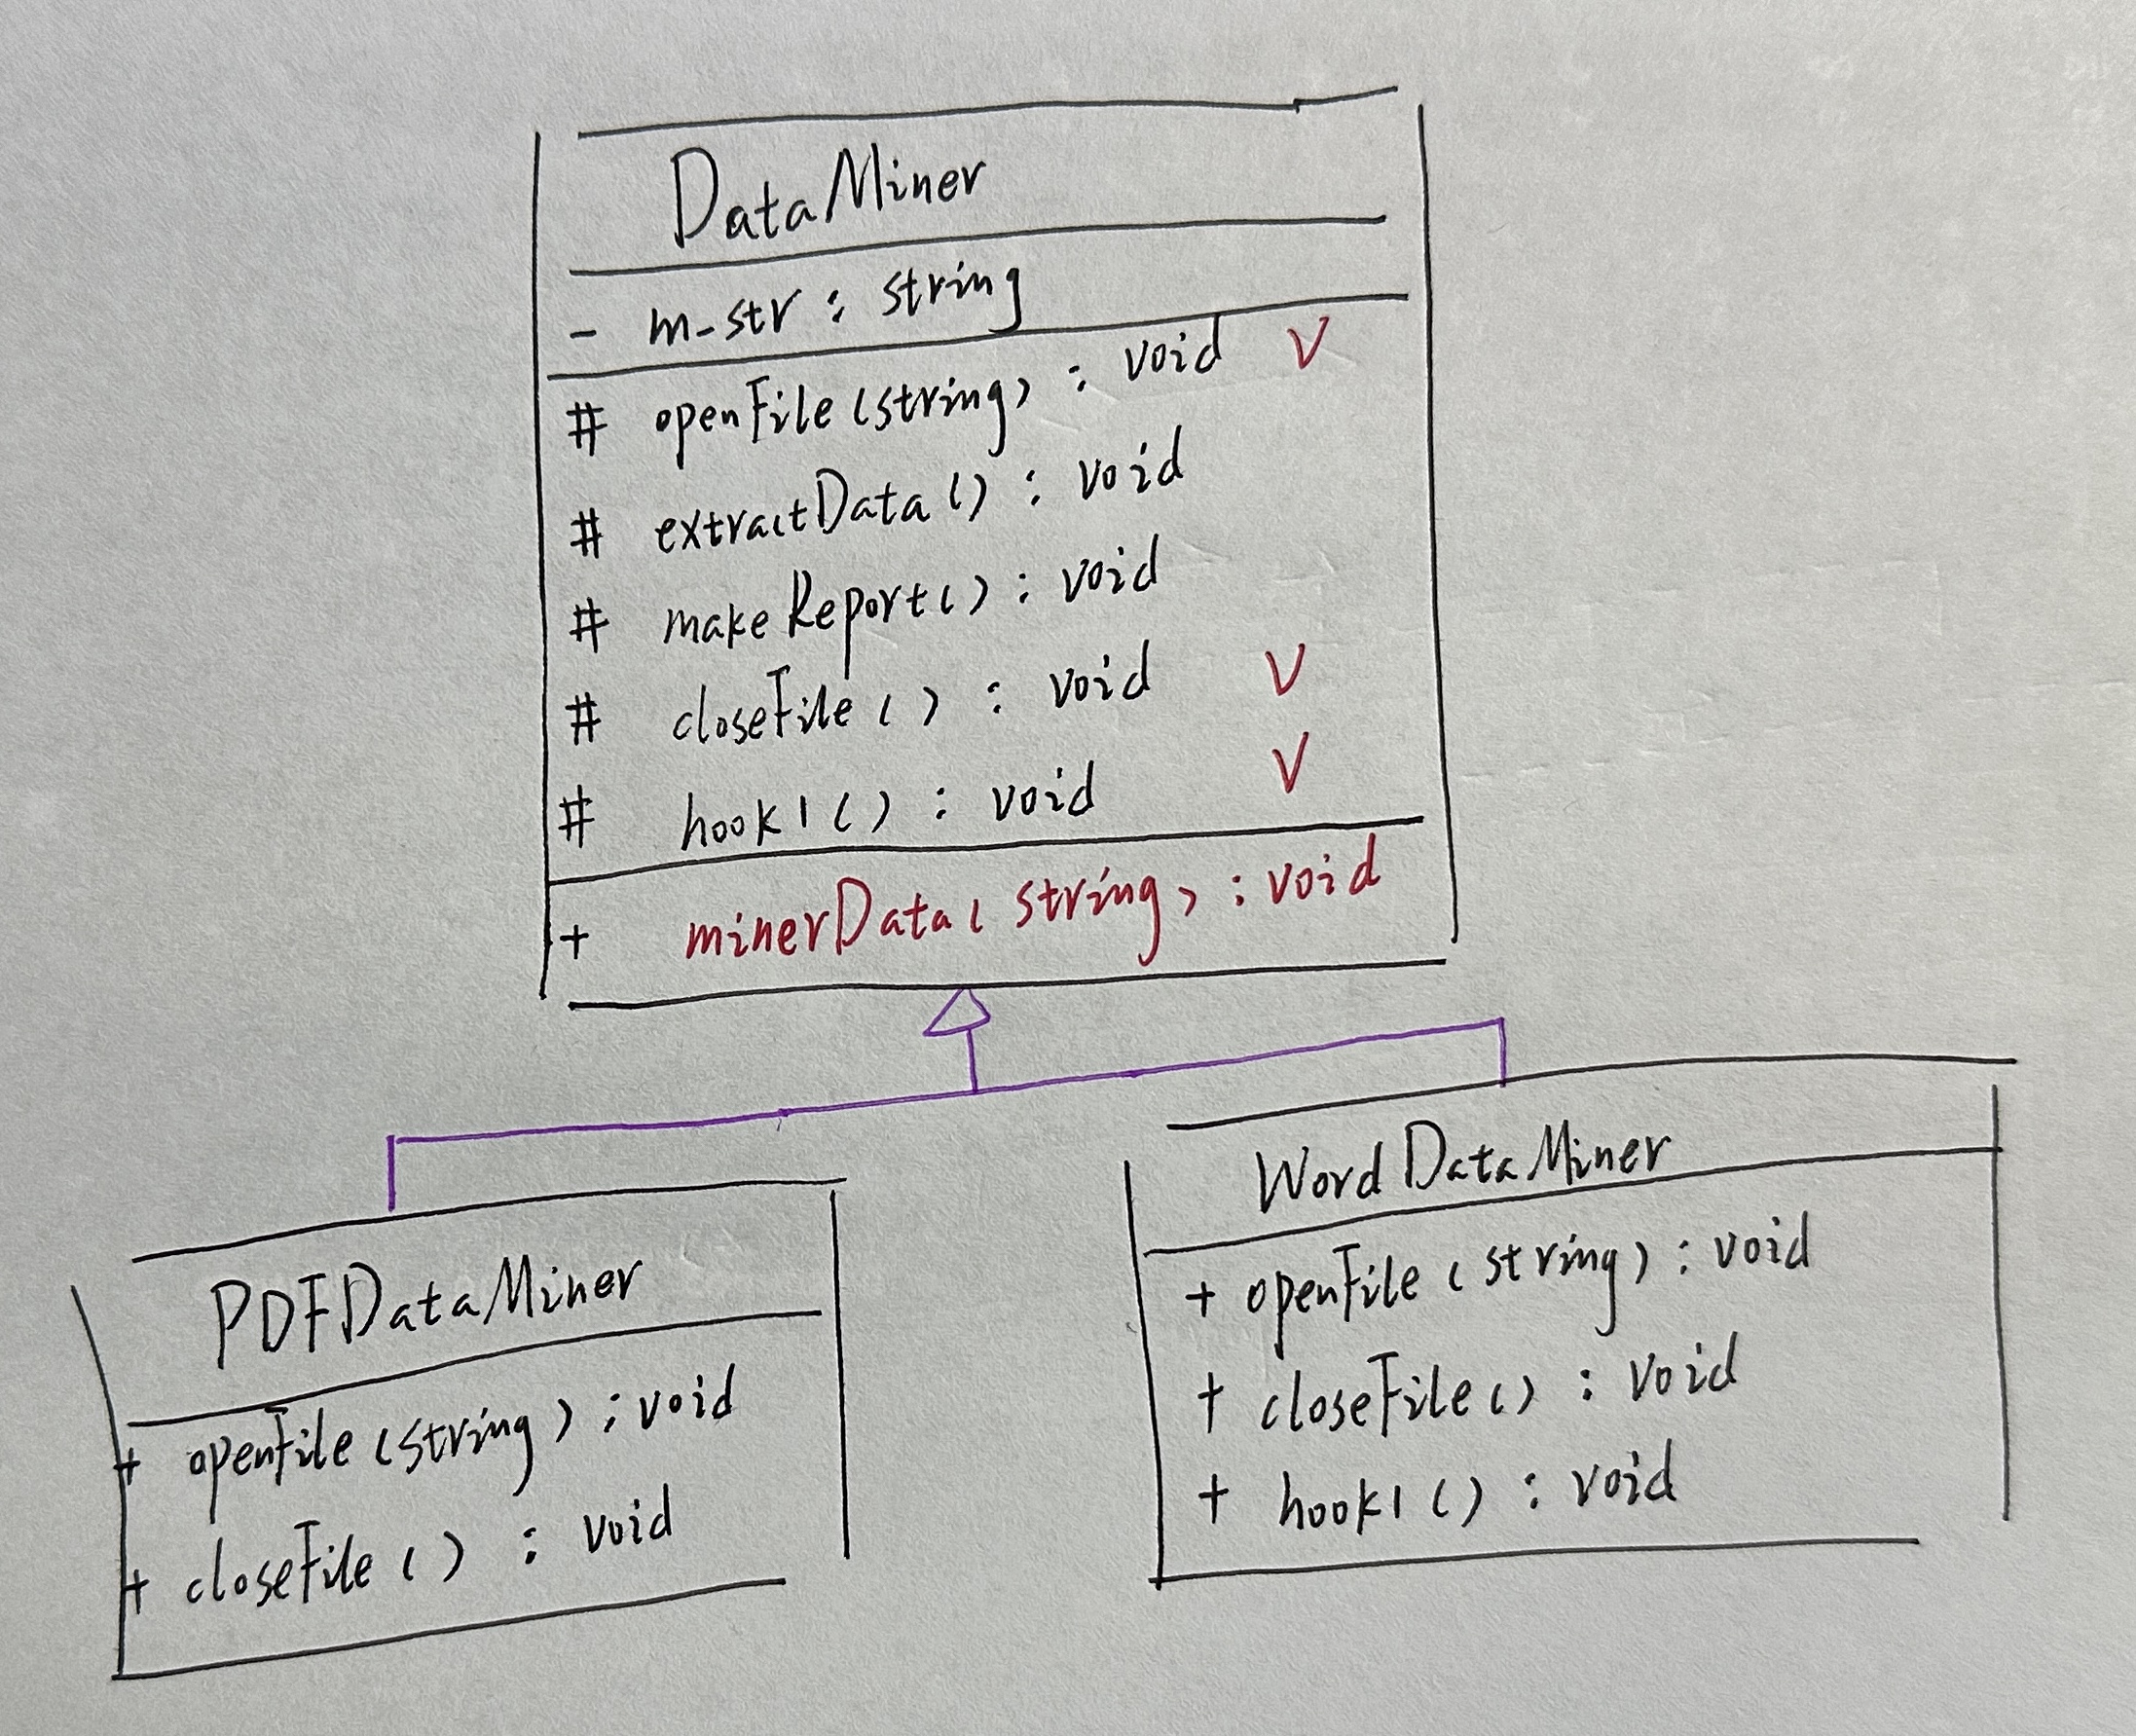 DataMiner
- m_str : string
# openFile(string) : void V
# extractData() : void
# makeReport() : void
# closeFile() : void V
# hook1() : void V
+ minerData(string) : void
PDFDataMiner
+ openFile(string) : void
+ closeFile() : void
WordDataMiner
+ openFile(string) : void
+ closeFile() : void
+ hook1() : void